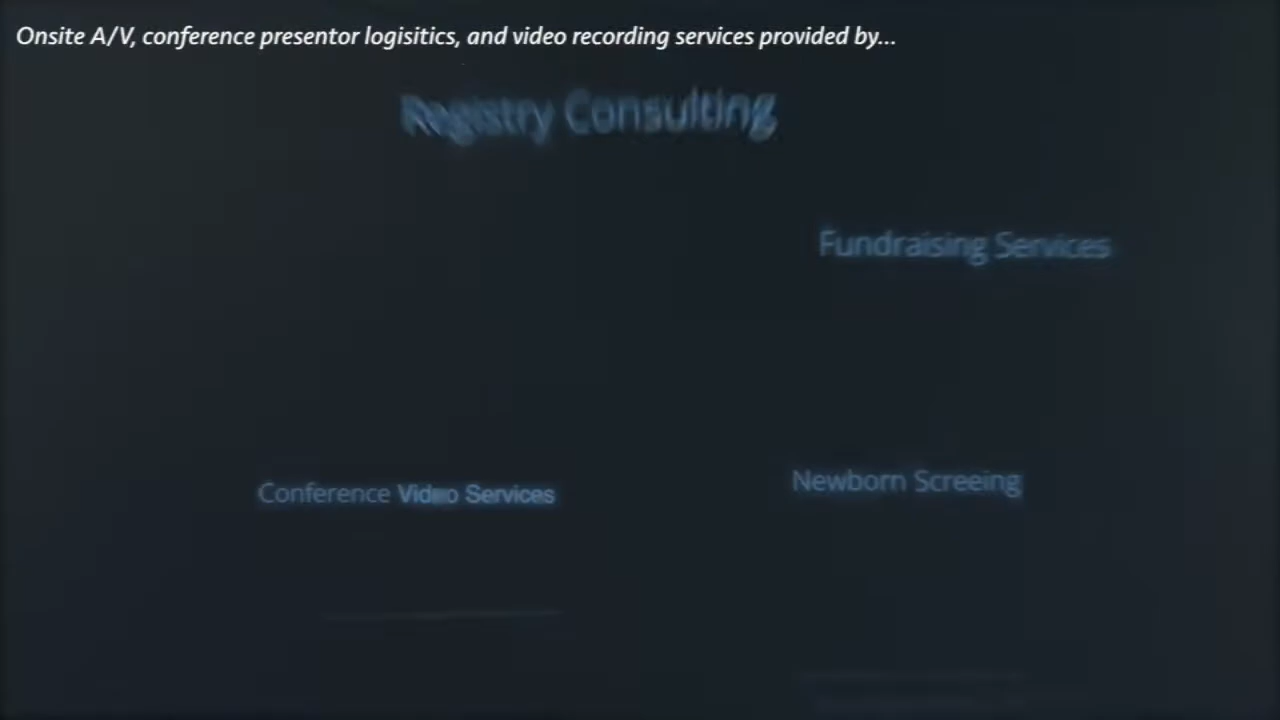 Onsite A/V, conference presentor logisitics, and video recording services provided by...
Registry Consulting
Fundraising Services
Conference Video Services
Newborn Screeing